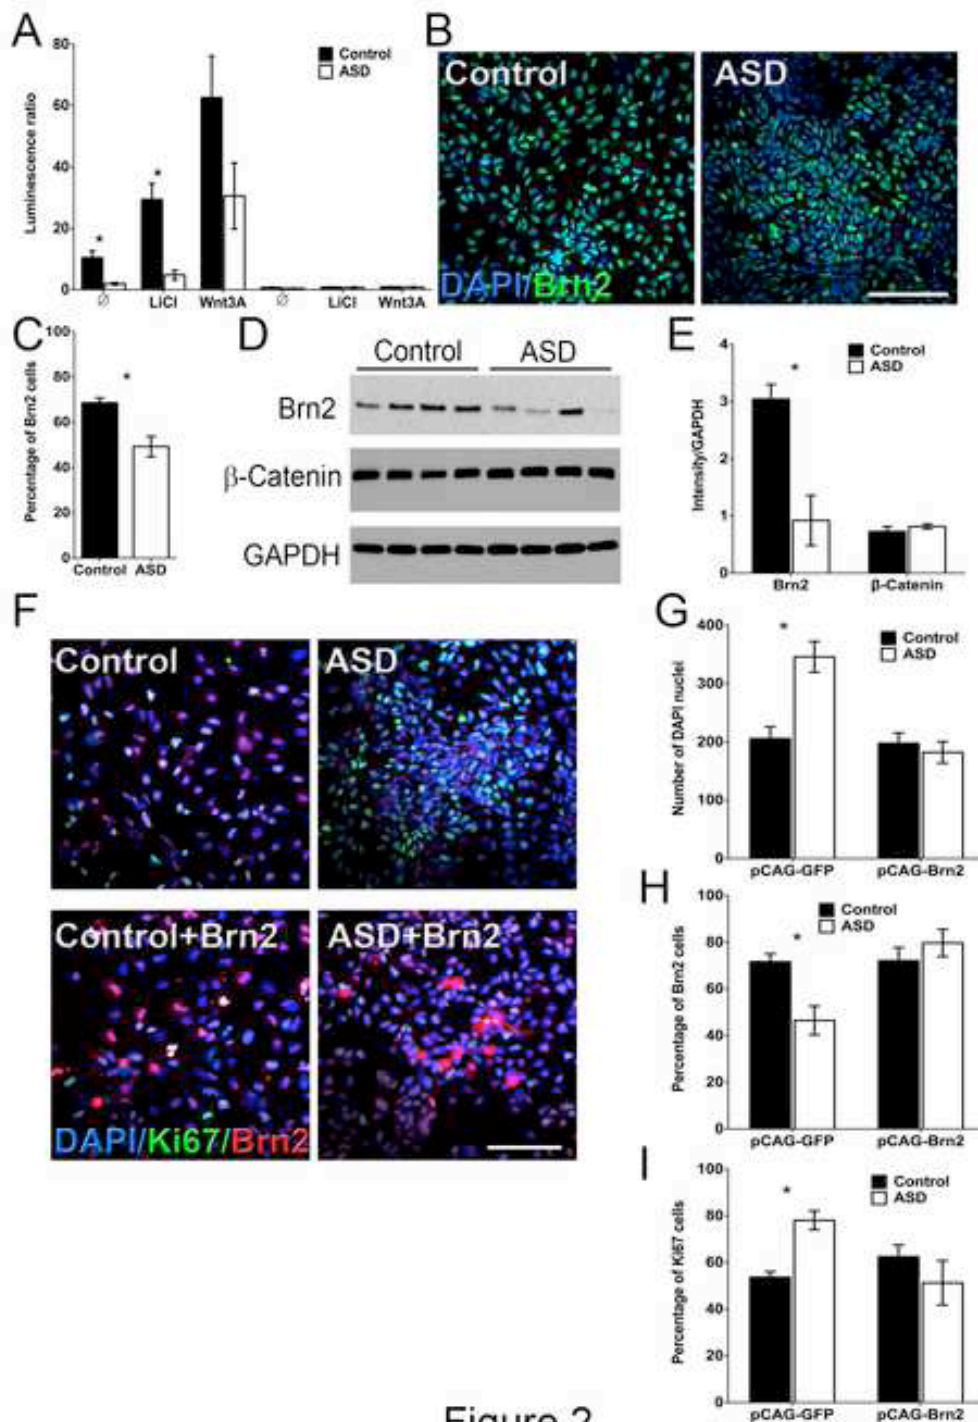 A
80
60
40
20
0
Luminescence ratio
Control
ASD
*
*
∅
LiCl
Wnt3A
∅
LiCl
Wnt3A
B
Control
ASD
DAPI/Brn2
C
100
80
60
40
20
0
Percentage of Brn2 cells
*
Control
ASD
D
Control
ASD
Brn2
β-Catenin
GAPDH
E
4
3
2
1
0
Intensity/GAPDH
Control
ASD
*
Brn2
β-Catenin
F
Control
ASD
Control+Brn2
ASD+Brn2
DAPI/Ki67/Brn2
G
400
300
200
100
0
Number of DAPI nuclei
*
Control
ASD
pCAG-GFP
pCAG-Brn2
H
100
80
60
40
20
0
Percentage of Brn2 cells
*
Control
ASD
pCAG-GFP
pCAG-Brn2
I
100
80
60
40
20
0
Percentage of Ki67 cells
*
Control
ASD
pCAG-GFP
pCAG-Brn2
Figure 2